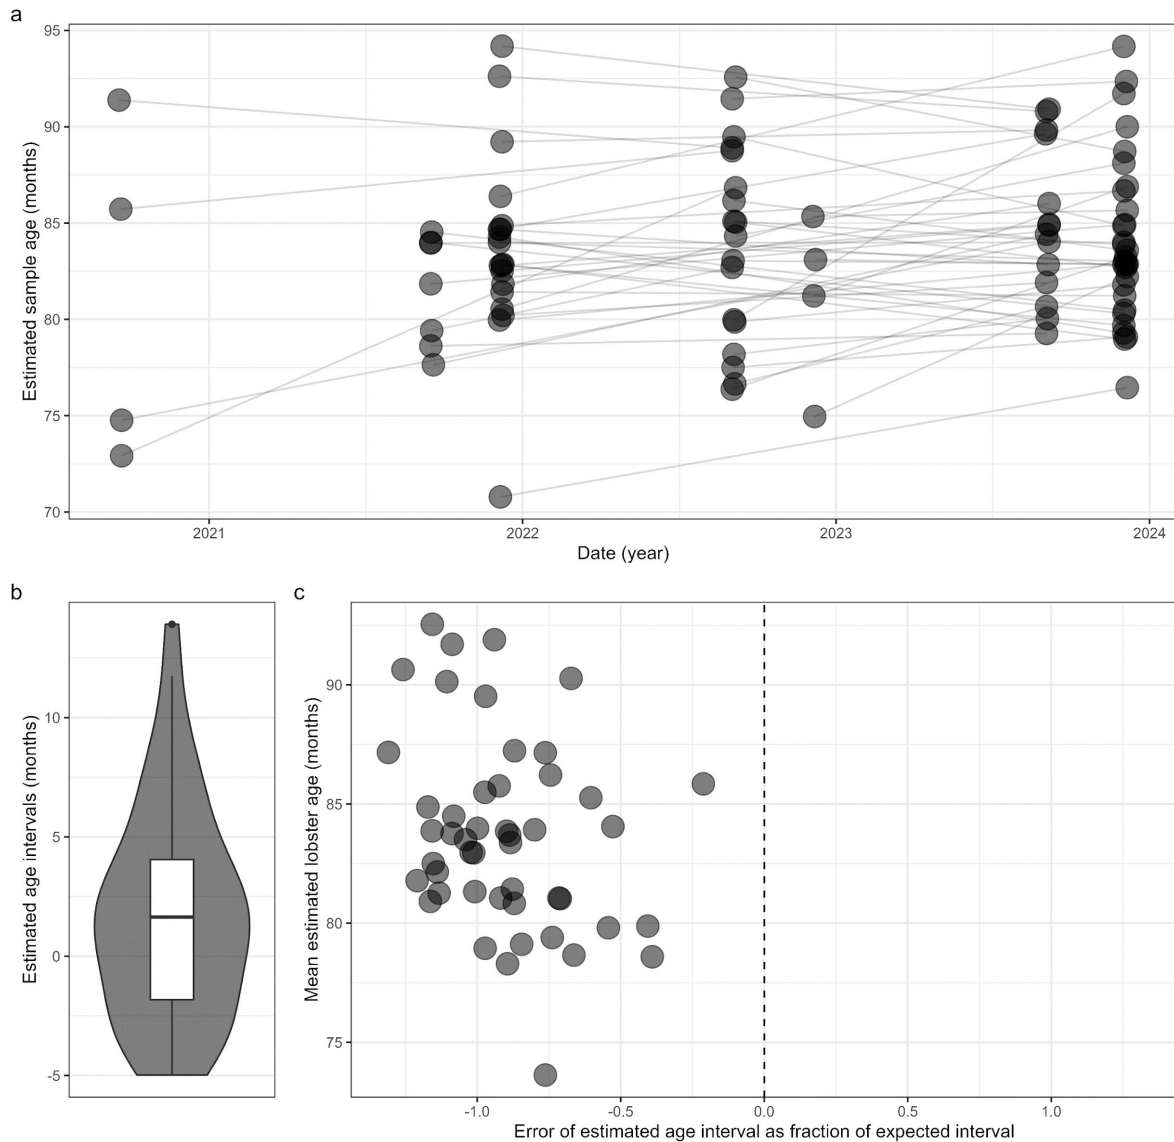 a
Estimated sample age (months)
95
90
85
80
75
70
2021
2022
2023
2024
Date (year)
b
Estimated age intervals (months)
10
5
0
-5
c
Mean estimated lobster age (months)
90
85
80
75
-1.0
-0.5
0.0
0.5
1.0
Error of estimated age interval as fraction of expected interval